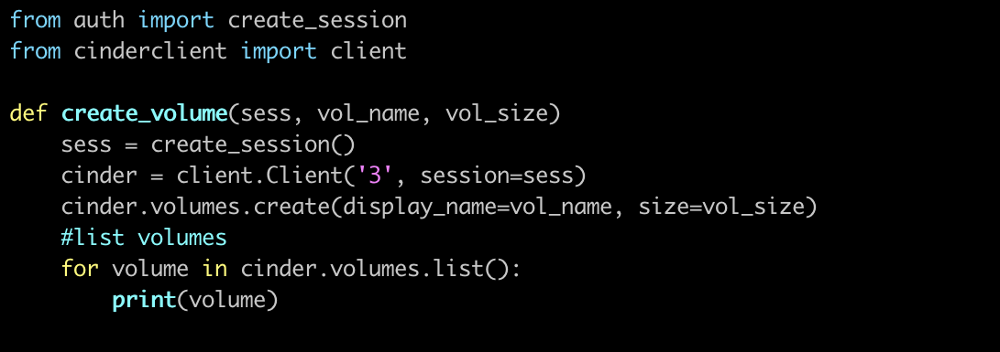 from auth import create_session
from cinderclient import client

def create_volume(sess, vol_name, vol_size)
    sess = create_session()
    cinder = client.Client('3', session=sess)
    cinder.volumes.create(display_name=vol_name, size=vol_size)
    #list volumes
    for volume in cinder.volumes.list():
        print(volume)